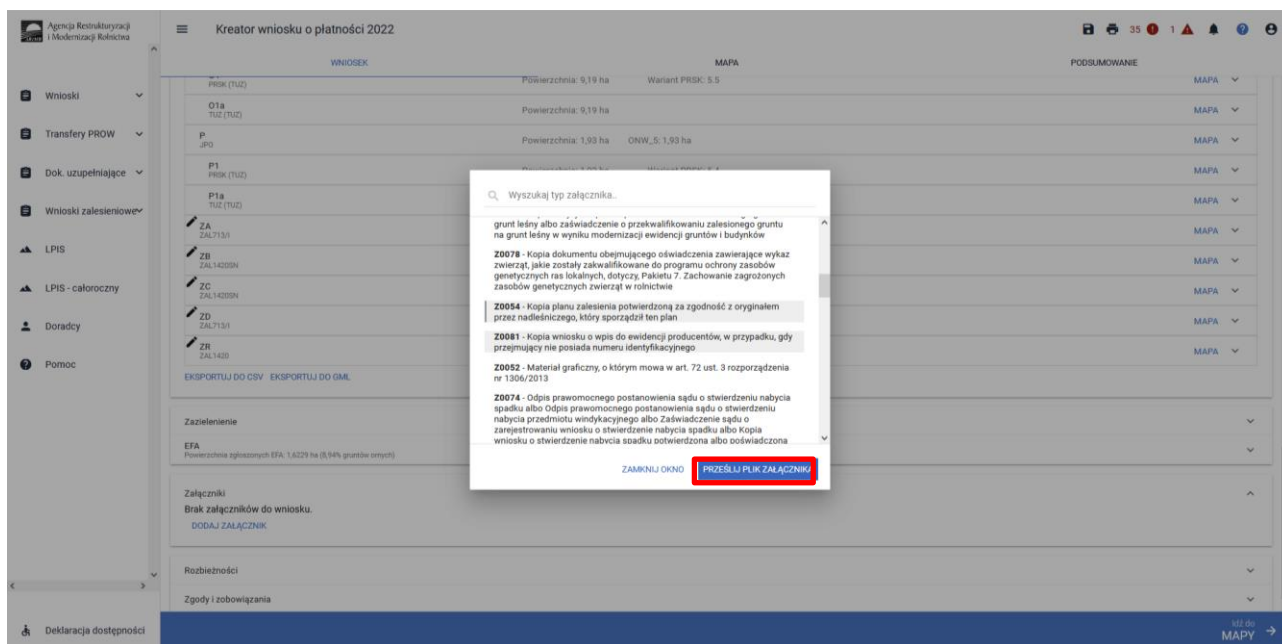 Agencja Restrukturyzacji
i Modernizacji Rolnictwa
Kreator wniosku o płatności 2022
35 1
WNIOSEK MAPA PODSUMOWANIE
Wnioski
Transfery PROW
Dok. uzupełniające
Wnioski zalesieniowe
LPIS
LPIS - całoroczny
Doradcy
Pomoc
Deklaracja dostępności
PRSK (TUZ) Powierzchnia: 9,19 ha Wariant PRSK: 5.5 MAPA
O1a
TUZ (TUZ) Powierzchnia: 9,19 ha MAPA
P
JPO Powierzchnia: 1,93 ha ONW_5: 1,93 ha MAPA
P1
PRSK (TUZ) MAPA
P1a
TUZ (TUZ) MAPA
ZA
ZAL713/I MAPA
ZB
ZAL1420SN MAPA
ZC
ZAL1420SN MAPA
ZD
ZAL713/I MAPA
ZR
ZAL1420 MAPA
EKSPORTUJ DO CSV EKSPORTUJ DO GML
Zazielenienie
EFA
Powierzchnia zgłoszonych EFA: 1,6229 ha (8,94% gruntów ornych)
Załączniki
Brak załączników do wniosku.
DODAJ ZAŁĄCZNIK
Rozbieżności
Zgody i zobowiązania
Idź do
MAPY
Wyszukaj typ załącznika..
grunt leśny albo zaświadczenie o przekwalifikowaniu zalesionego gruntu
na grunt leśny w wyniku modernizacji ewidencji gruntów i budynków
Z0078 - Kopia dokumentu obejmującego oświadczenia zawierające wykaz
zwierząt, jakie zostały zakwalifikowane do programu ochrony zasobów
genetycznych ras lokalnych, dotyczy, Pakietu 7. Zachowanie zagrożonych
zasobów genetycznych zwierząt w rolnictwie
Z0054 - Kopia planu zalesienia potwierdzoną za zgodność z oryginałem
przez nadleśniczego, który sporządził ten plan
Z0081 - Kopia wniosku o wpis do ewidencji producentów, w przypadku, gdy
przejmujący nie posiada numeru identyfikacyjnego
Z0052 - Materiał graficzny, o którym mowa w art. 72 ust. 3 rozporządzenia
nr 1306/2013
Z0074 - Odpis prawomocnego postanowienia sądu o stwierdzeniu nabycia
spadku albo Odpis prawomocnego postanowienia sądu o stwierdzeniu
nabycia przedmiotu windykacyjnego albo Zaświadczenie sądu o
zarejestrowaniu wniosku o stwierdzenie nabycia spadku albo Kopia
wniosku o stwierdzenie nabycia spadku potwierdzona albo poświadczona
ZAMKNIJ OKNO PRZEŚLIJ PLIK ZAŁĄCZNIKA